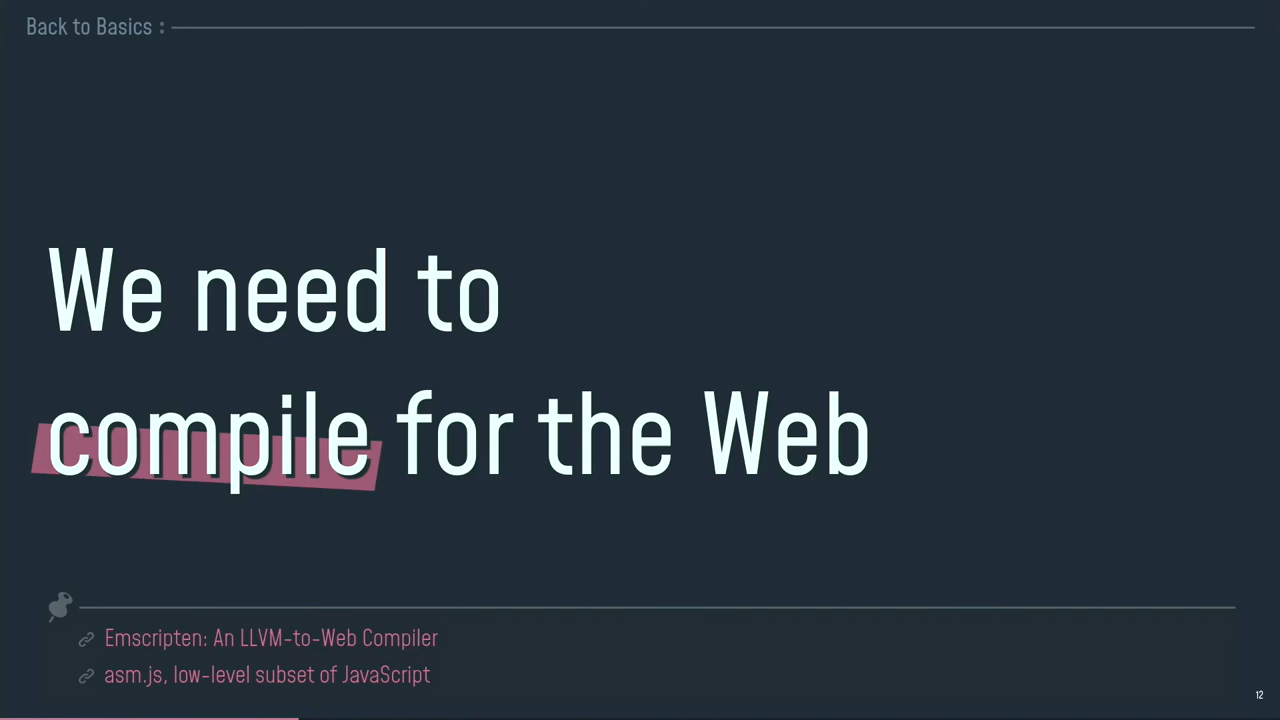 Back to Basics :
We need to
compile for the Web
Emscripten: An LLVM-to-Web Compiler
asm.js, low-level subset of JavaScript
12